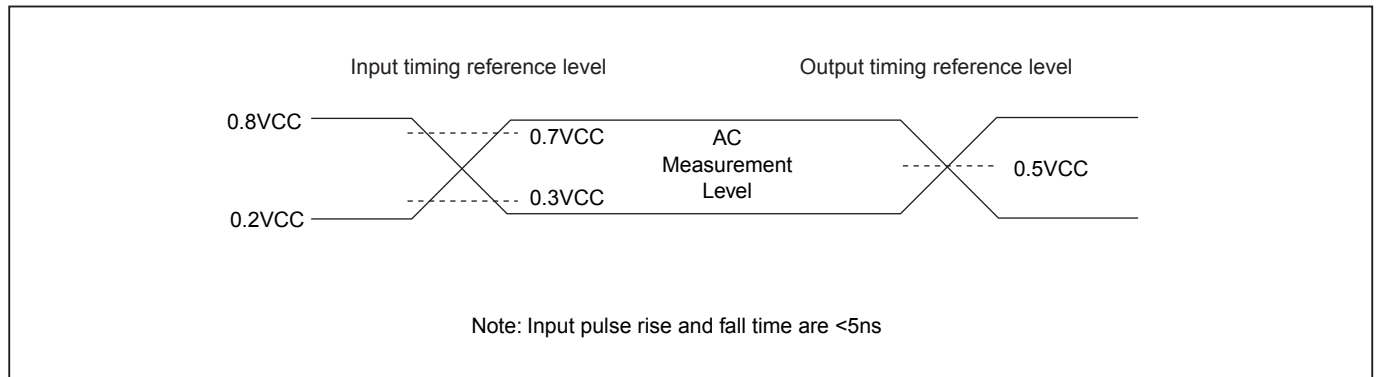 Input timing reference level
Output timing reference level
0.8VCC
0.7VCC
AC
Measurement
Level
0.5VCC
0.3VCC
0.2VCC
Note: Input pulse rise and fall time are <5ns